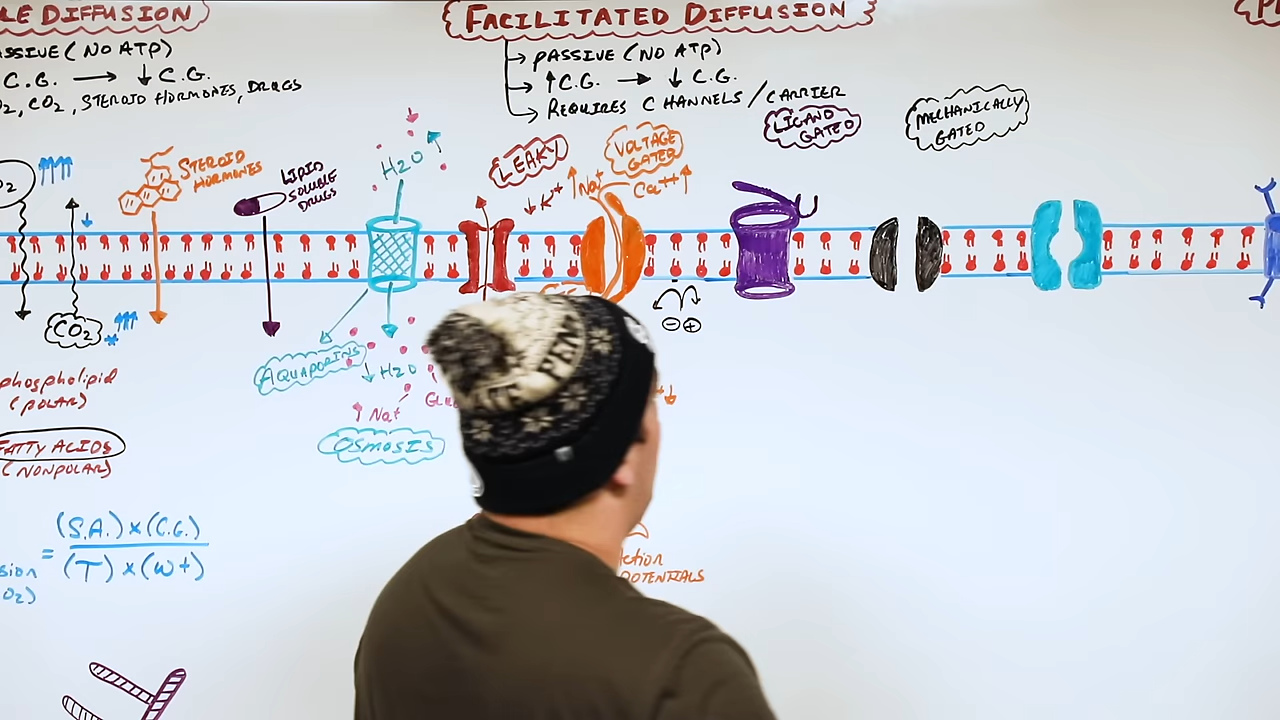 LE DIFFUSION
ASSIVE (NO ATP)
C.G. → ↓ C.G.
O2, CO2, STEROID HORMONES, DRUGS
FACILITATED DIFFUSION
→ PASSIVE (NO ATP)
→ ↑ C.G. → ↓ C.G.
→ REQUIRES CHANNELS / CARRIER
LIGAND
GATED
MECHANICALLY
GATED
STEROID
HORMONES
LIPID
SOLUBLE
DRUGS
H2O
LEAKY
VOLTAGE
GATED
↓ K+
↑ Na+
Ca++ ↑
CO2
⊖ ⊕
AQUAPORINS
↓ H2O
↑ Na+
OSMOSIS
phospholipid
(POLAR)
FATTY ACIDS
(NONPOLAR)
= (S.A.) x (C.G.)
(T) x (wt)
POTENTIALS